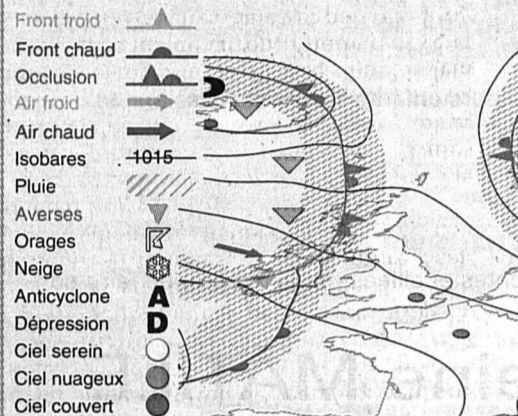 Front froid
Front chaud
Occlusion
Air froid
Air chaud
Isobares 1015
Pluie
Averses
Orages
Neige
Anticyclone A
Dépression D
Ciel serein
Ciel nuageux
Ciel couvert